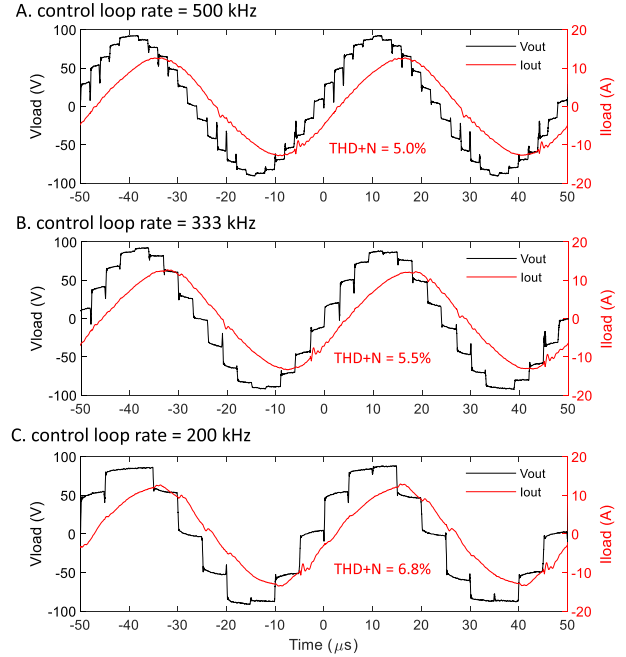 A. control loop rate = 500 kHz
100
50
0
-50
-100
Vload (V)
-50 -40 -30 -20 -10 0 10 20 30 40 50
20
10
0
-10
-20
Iload (A)
Vout
Iout
THD+N = 5.0%
B. control loop rate = 333 kHz
100
50
0
-50
-100
Vload (V)
-50 -40 -30 -20 -10 0 10 20 30 40 50
20
10
0
-10
-20
Iload (A)
Vout
Iout
THD+N = 5.5%
C. control loop rate = 200 kHz
100
50
0
-50
-100
Vload (V)
-50 -40 -30 -20 -10 0 10 20 30 40 50
20
10
0
-10
-20
Iload (A)
Vout
Iout
THD+N = 6.8%
Time (μs)